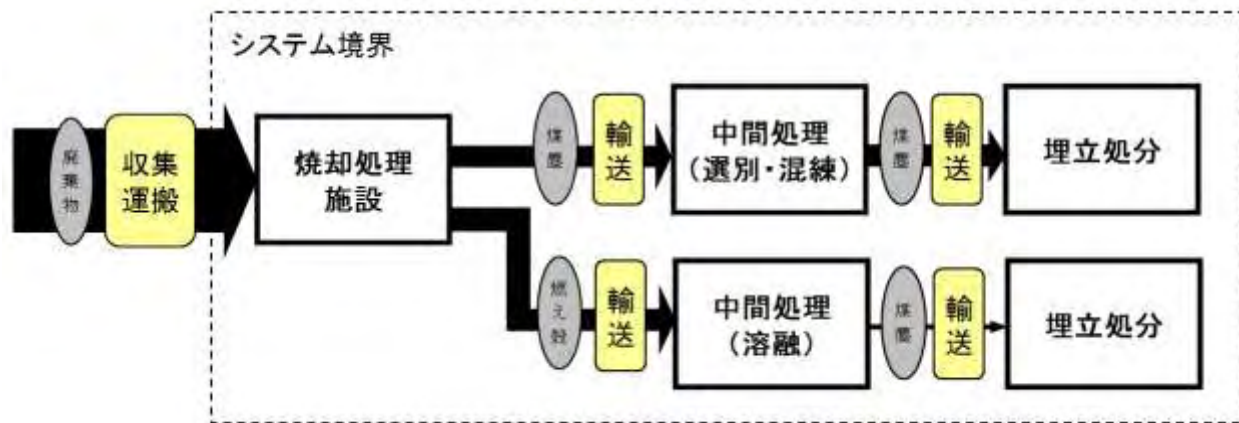 システム境界
廃棄物
収集
運搬
焼却処理
施設
煤塵
輸送
中間処理
(選別・混練)
煤塵
輸送
埋立処分
燃え殻
輸送
中間処理
(溶融)
煤塵
輸送
埋立処分